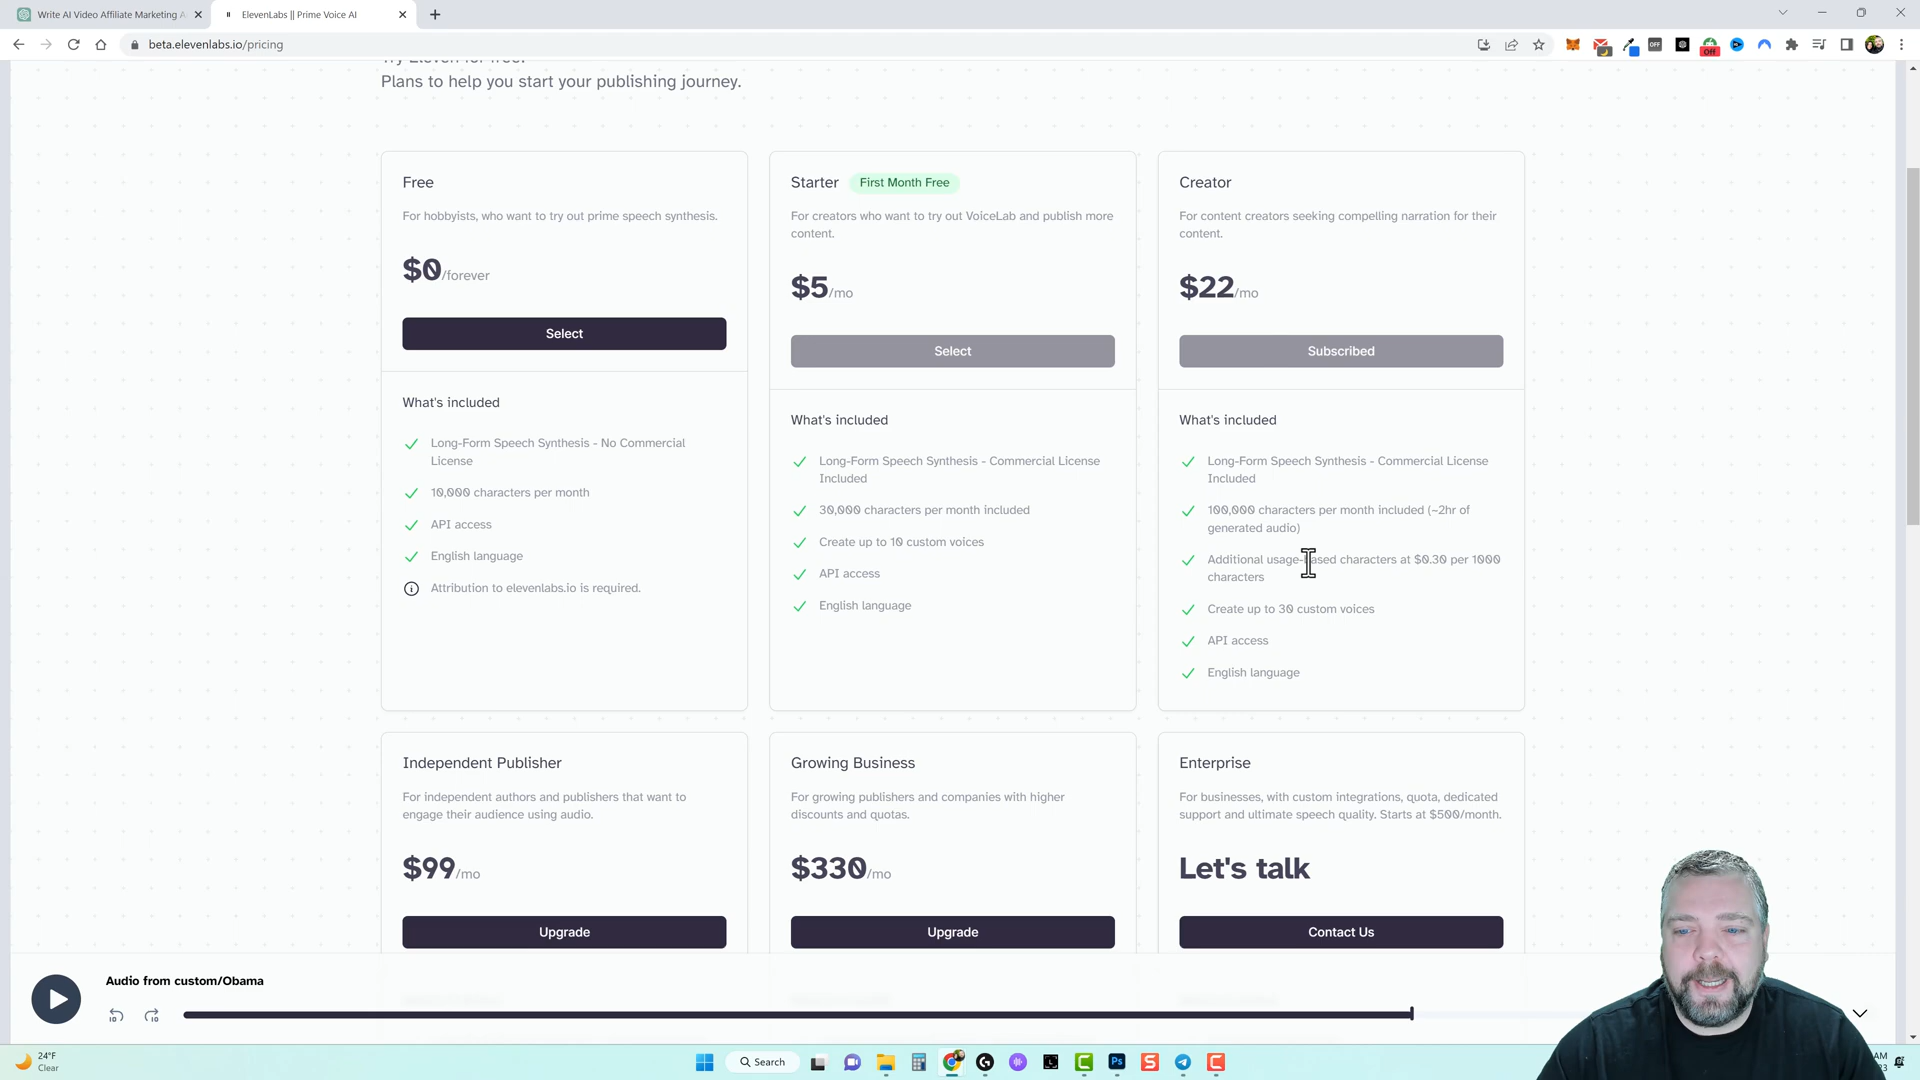 Write AI Video Affiliate Marketing A
ElevenLabs || Prime Voice AI
beta.elevenlabs.io/pricing
Try Eleven for free.
Plans to help you start your publishing journey.
Free
For hobbyists, who want to try out prime speech synthesis.
$0/forever
Select
What's included
Long-Form Speech Synthesis - No Commercial
License
10,000 characters per month
API access
English language
Attribution to elevenlabs.io is required.
Starter First Month Free
For creators who want to try out VoiceLab and publish more
content.
$5/mo
Select
What's included
Long-Form Speech Synthesis - Commercial License
Included
30,000 characters per month included
Create up to 10 custom voices
API access
English language
Creator
For content creators seeking compelling narration for their
content.
$22/mo
Subscribed
What's included
Long-Form Speech Synthesis - Commercial License
Included
100,000 characters per month included (~2hr of
generated audio)
Additional usage-based characters at $0.30 per 1000
characters
Create up to 30 custom voices
API access
English language
Independent Publisher
For independent authors and publishers that want to
engage their audience using audio.
$99/mo
Upgrade
Growing Business
For growing publishers and companies with higher
discounts and quotas.
$330/mo
Upgrade
Enterprise
For businesses, with custom integrations, quota, dedicated
support and ultimate speech quality. Starts at $500/month.
Let's talk
Contact Us
Audio from custom/Obama
24°F
Clear
Search
AM